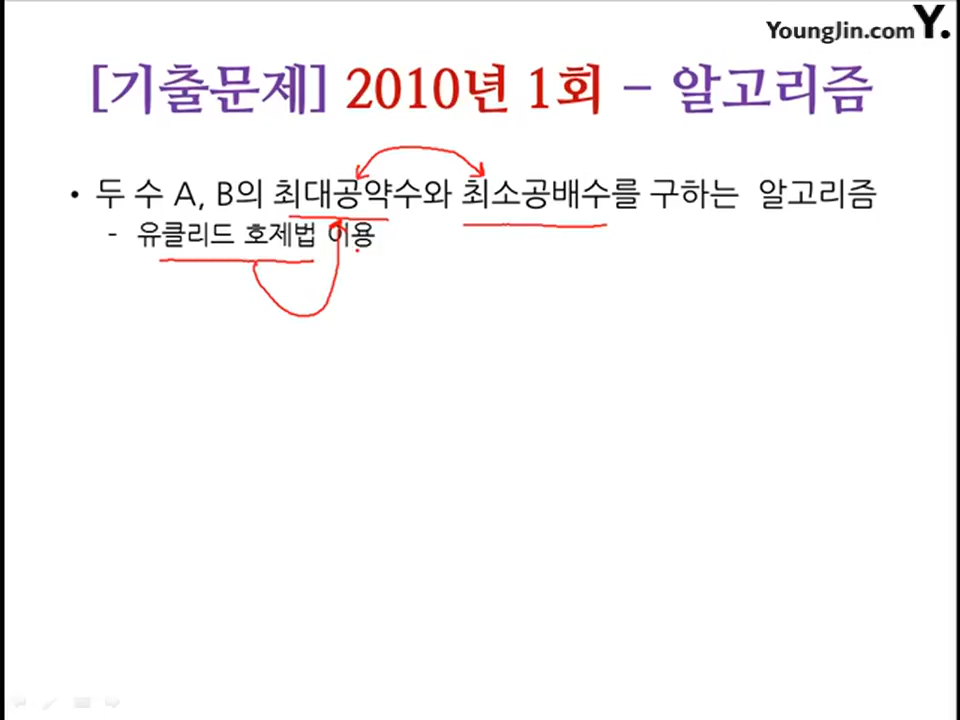 YoungJin.com Y.
[기출문제] 2010년 1회 - 알고리즘
• 두 수 A, B의 최대공약수와 최소공배수를 구하는 알고리즘
- 유클리드 호제법 이용